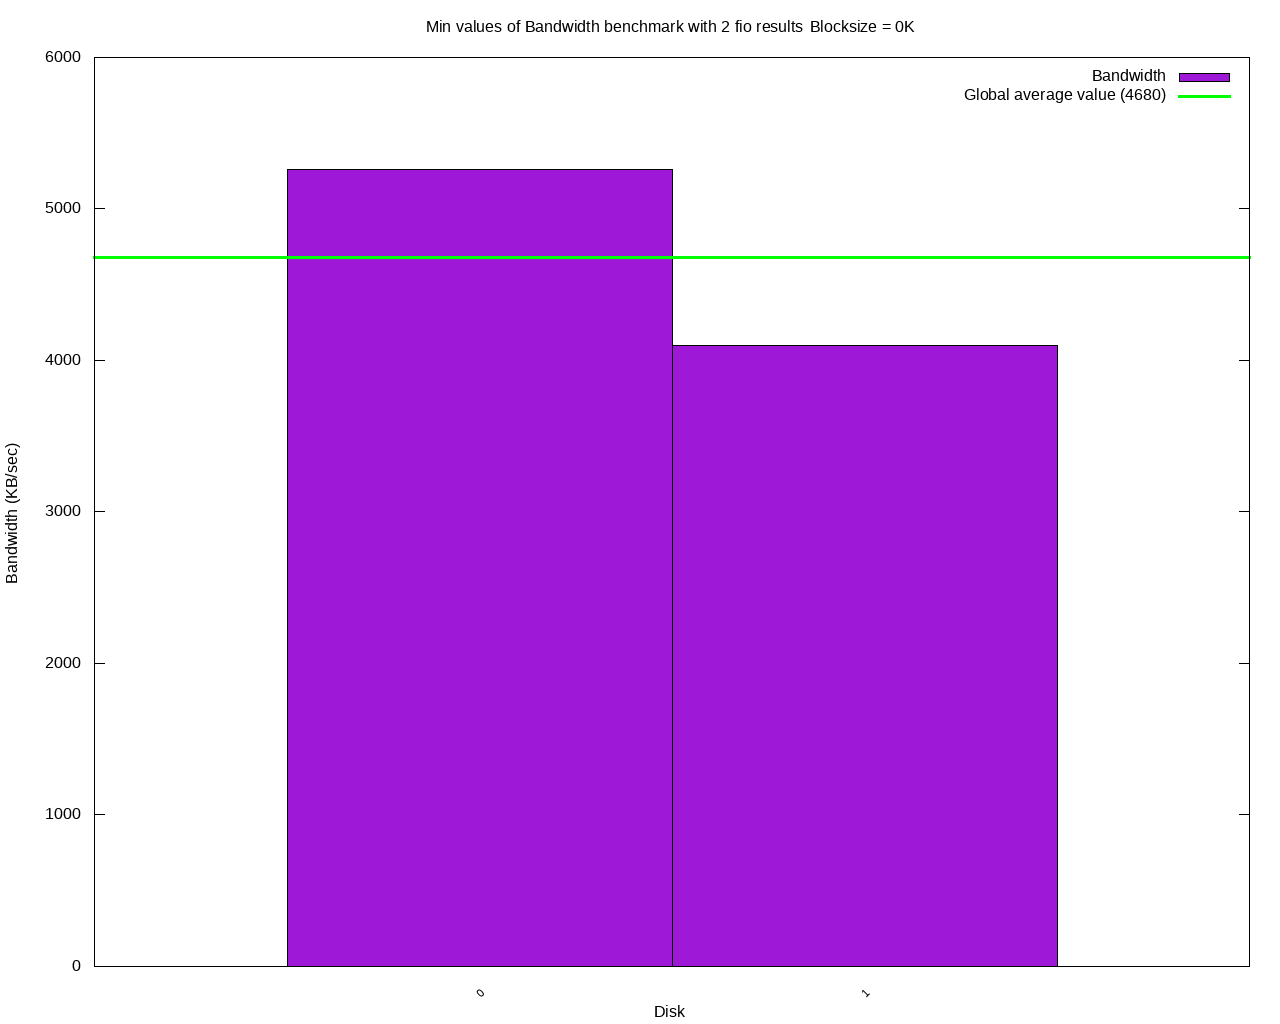 Min values of Bandwidth benchmark with 2 fio results Blocksize = 0K
Bandwidth
Global average value (4680)
6000
5000
4000
3000
2000
1000
0
Bandwidth (KB/sec)
0
1
Disk